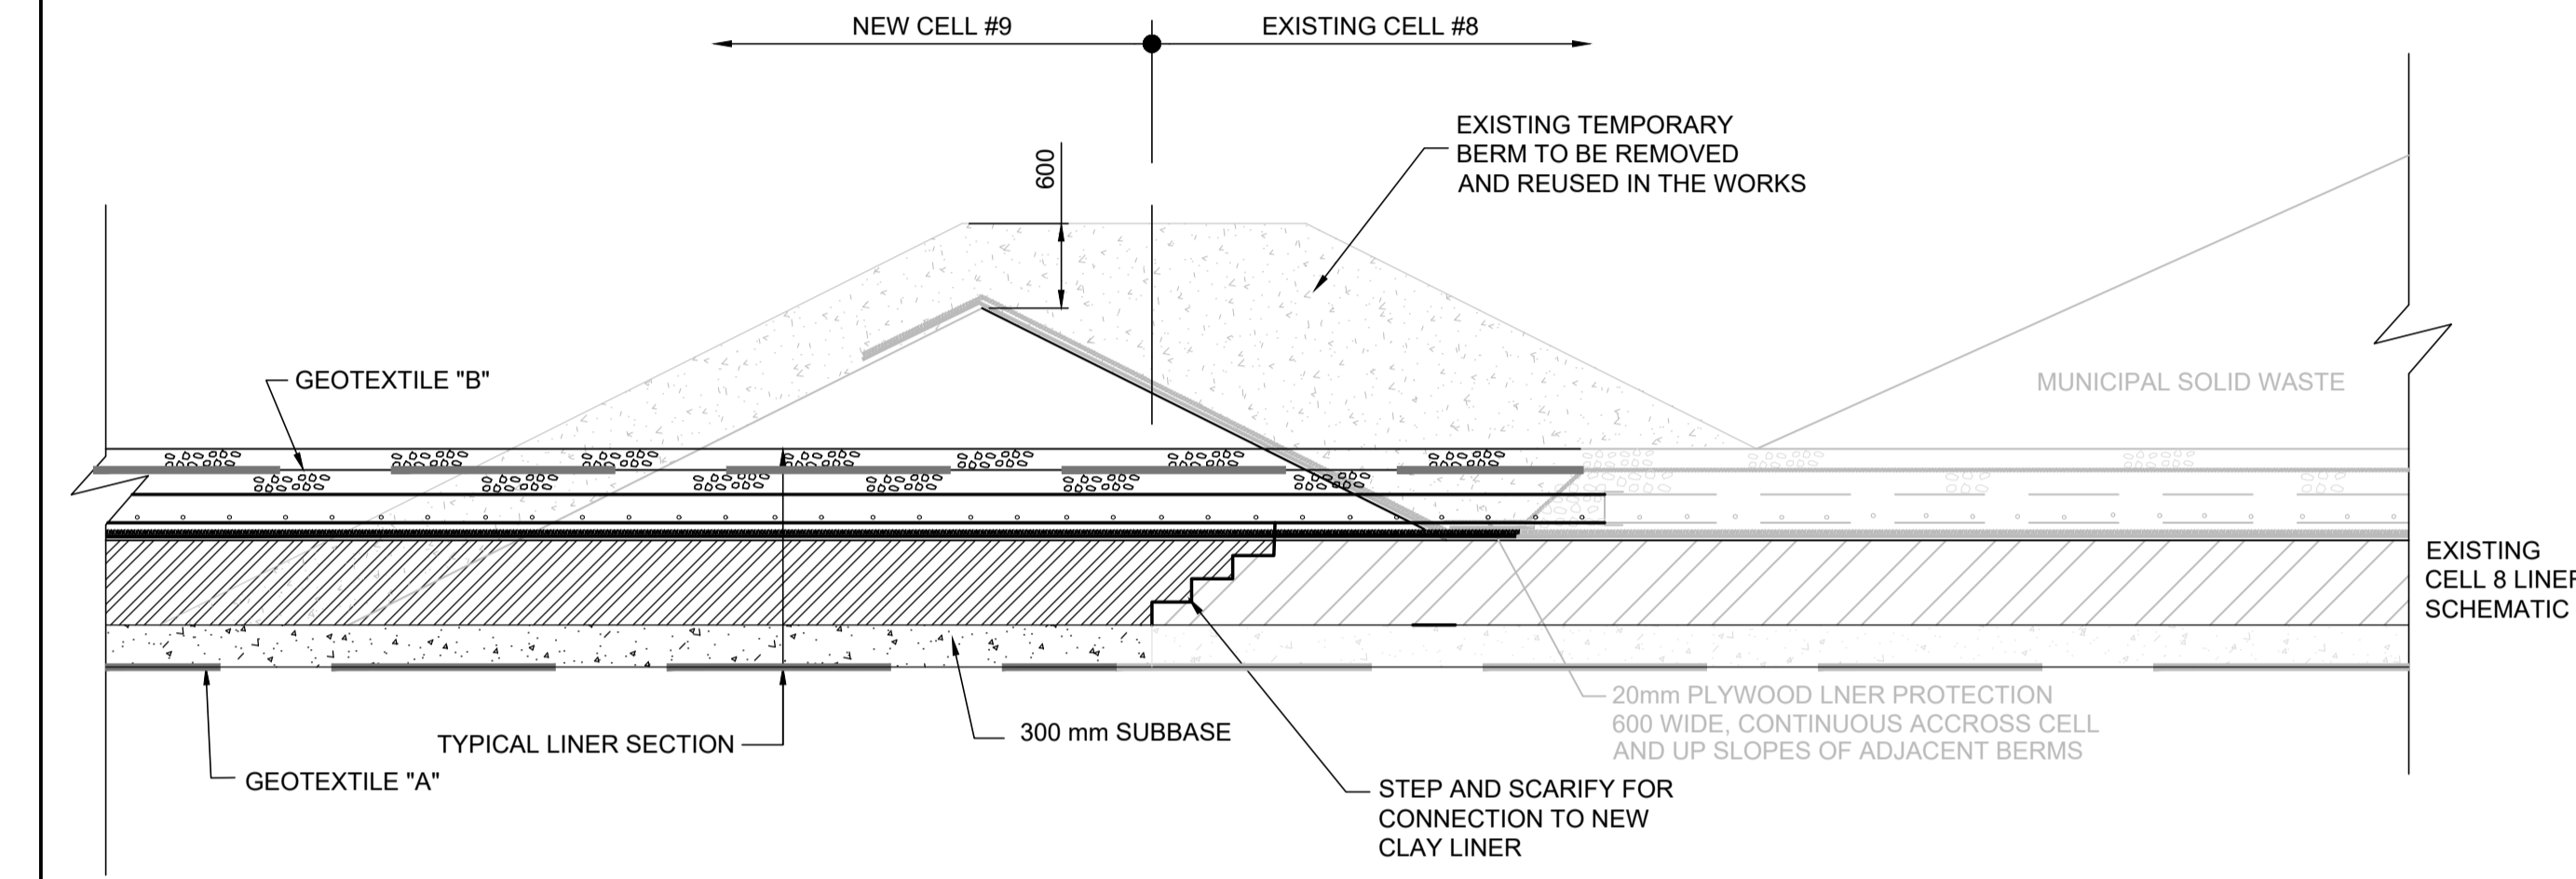 NEW CELL #9
EXISTING CELL #8
EXISTING TEMPORARY
BERM TO BE REMOVED
AND REUSED IN THE WORKS
600
GEOTEXTILE "B"
MUNICIPAL SOLID WASTE
EXISTING
CELL 8 LINER
SCHEMATIC
20mm PLYWOOD LNER PROTECTION
600 WIDE, CONTINUOUS ACCROSS CELL
AND UP SLOPES OF ADJACENT BERMS
300 mm SUBBASE
TYPICAL LINER SECTION
GEOTEXTILE "A"
STEP AND SCARIFY FOR
CONNECTION TO NEW
CLAY LINER